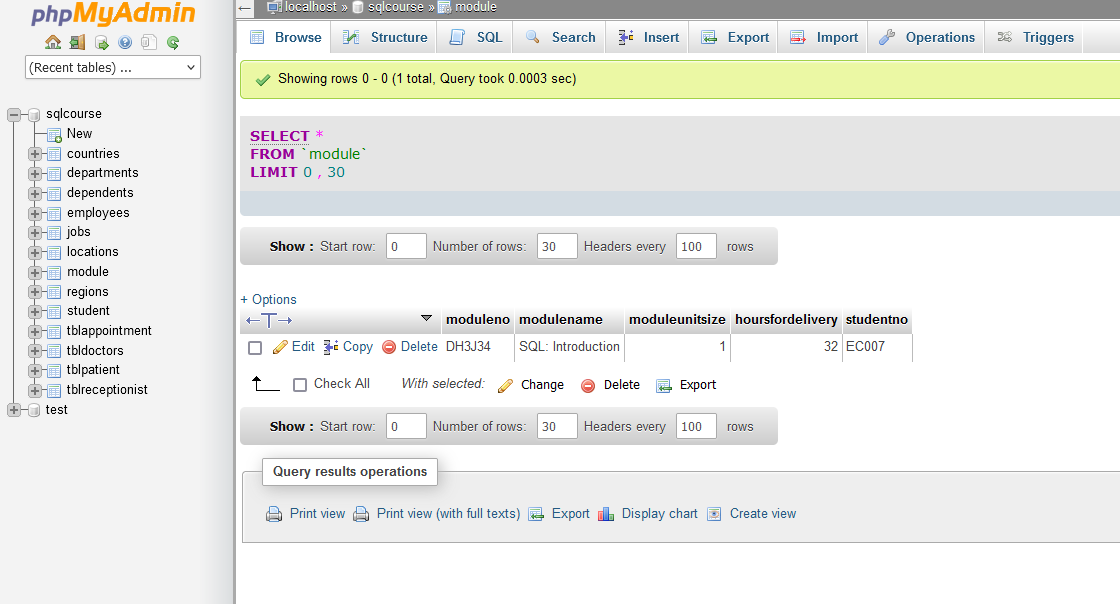 phpMyAdmin
localhost » sqlcourse » module
Browse Structure SQL Search Insert Export Import Operations Triggers
(Recent tables) ...
Showing rows 0 - 0 (1 total, Query took 0.0003 sec)
sqlcourse
New
countries
departments
dependents
employees
jobs
locations
module
regions
student
tblappointment
tbldoctors
tblpatient
tblreceptionist
test
SELECT *
FROM `module`
LIMIT 0 , 30
Show : Start row: 0 Number of rows: 30 Headers every 100 rows
+ Options
←T→ moduleno modulename moduleunitsize hoursfordelivery studentno
Edit Copy Delete DH3J34 SQL: Introduction 1 32 EC007
Check All With selected: Change Delete Export
Show : Start row: 0 Number of rows: 30 Headers every 100 rows
Query results operations
Print view Print view (with full texts) Export Display chart Create view